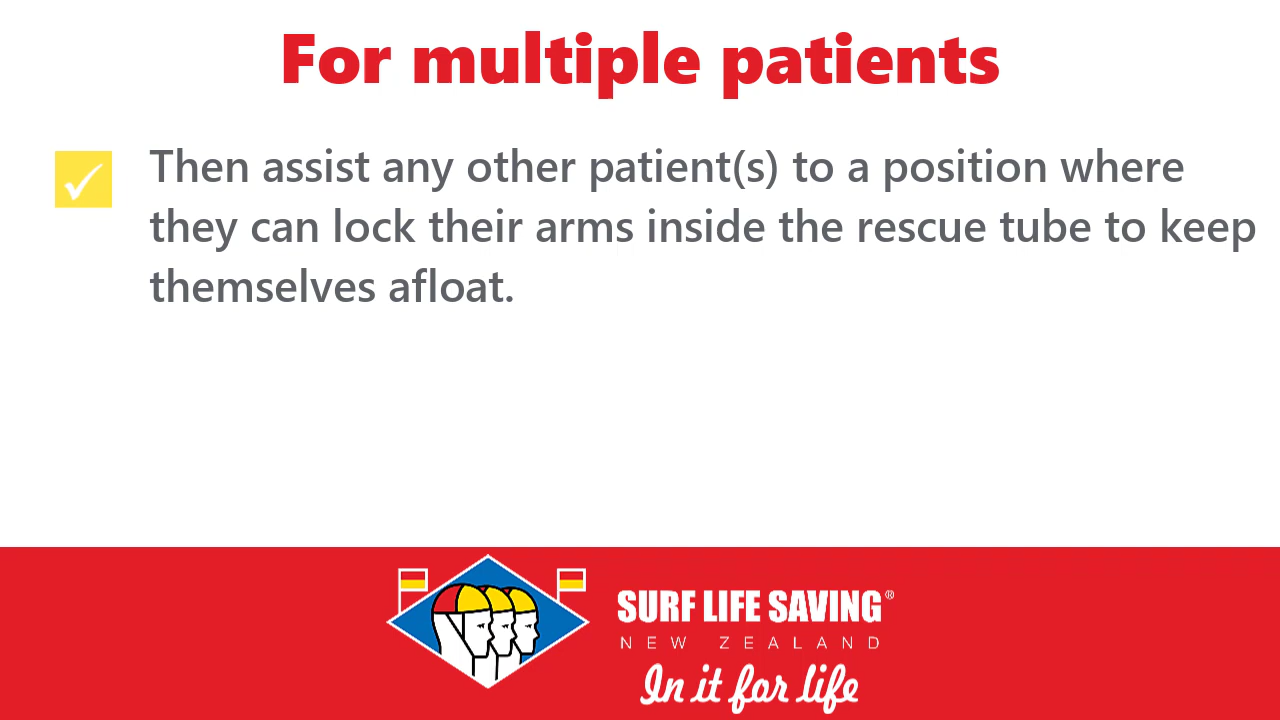 For multiple patients
Then assist any other patient(s) to a position where
they can lock their arms inside the rescue tube to keep
themselves afloat.
SURF LIFE SAVING®
NEW ZEALAND
In it for life